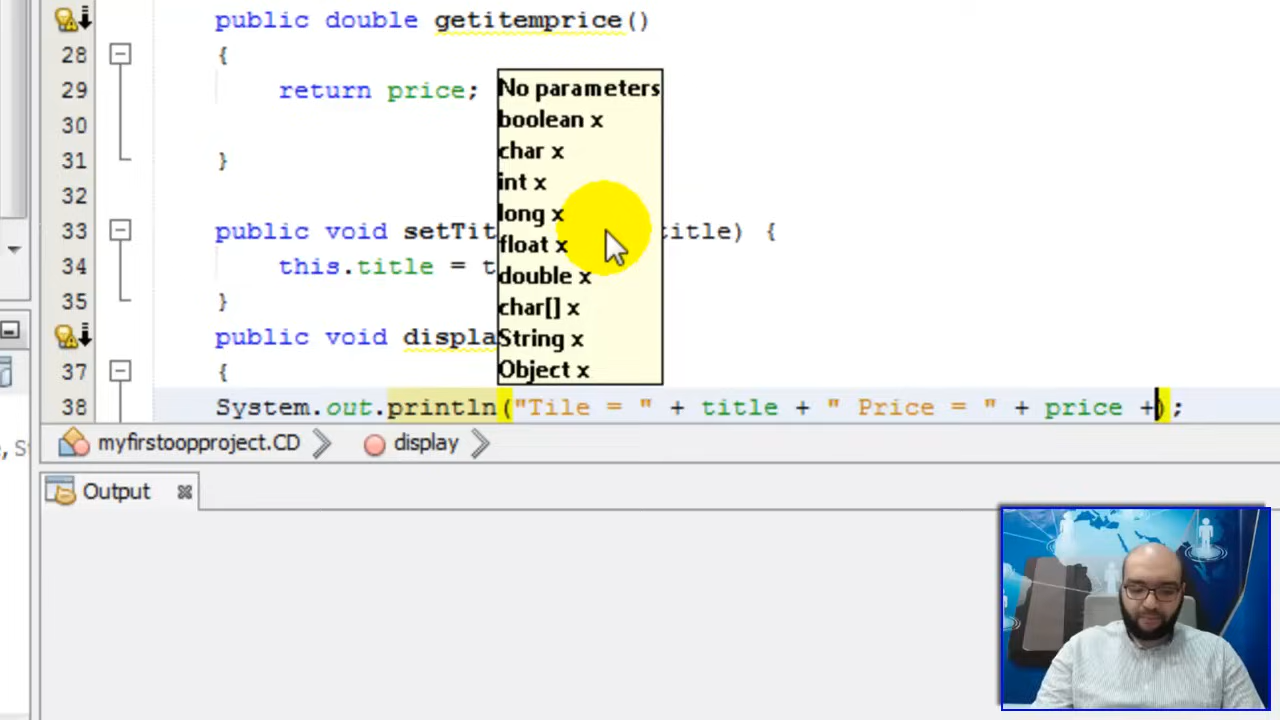 public double getitemprice()
28 {
29 return price;
30
31 }
32
33 public void setTit title) {
34 this.title = t
35 }
public void displa
37 {
38 System.out.println("Tile = " + title + " Price = " + price +);
No parameters
boolean x
char x
int x
long x
float x
double x
char[] x
String x
Object x
myfirstoopproject.CD display
Output